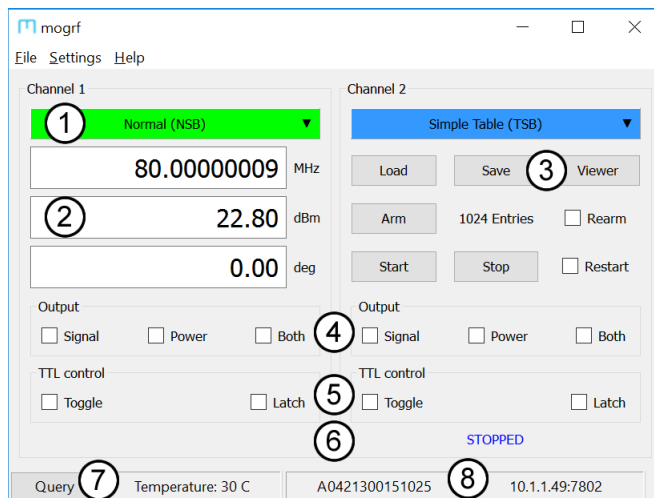 mogrf
File Settings Help
Channel 1
1 Normal (NSB)
80.00000009 MHz
2 22.80 dBm
0.00 deg
Output
Signal Power Both
TTL control
Toggle Latch
Channel 2
Simple Table (TSB)
Load Save 3 Viewer
Arm 1024 Entries Rearm
Start Stop Restart
Output
4 Signal Power Both
TTL control
5 Toggle Latch
6 STOPPED
Query 7 Temperature: 30 C A0421300151025 8 10.1.1.49:7802